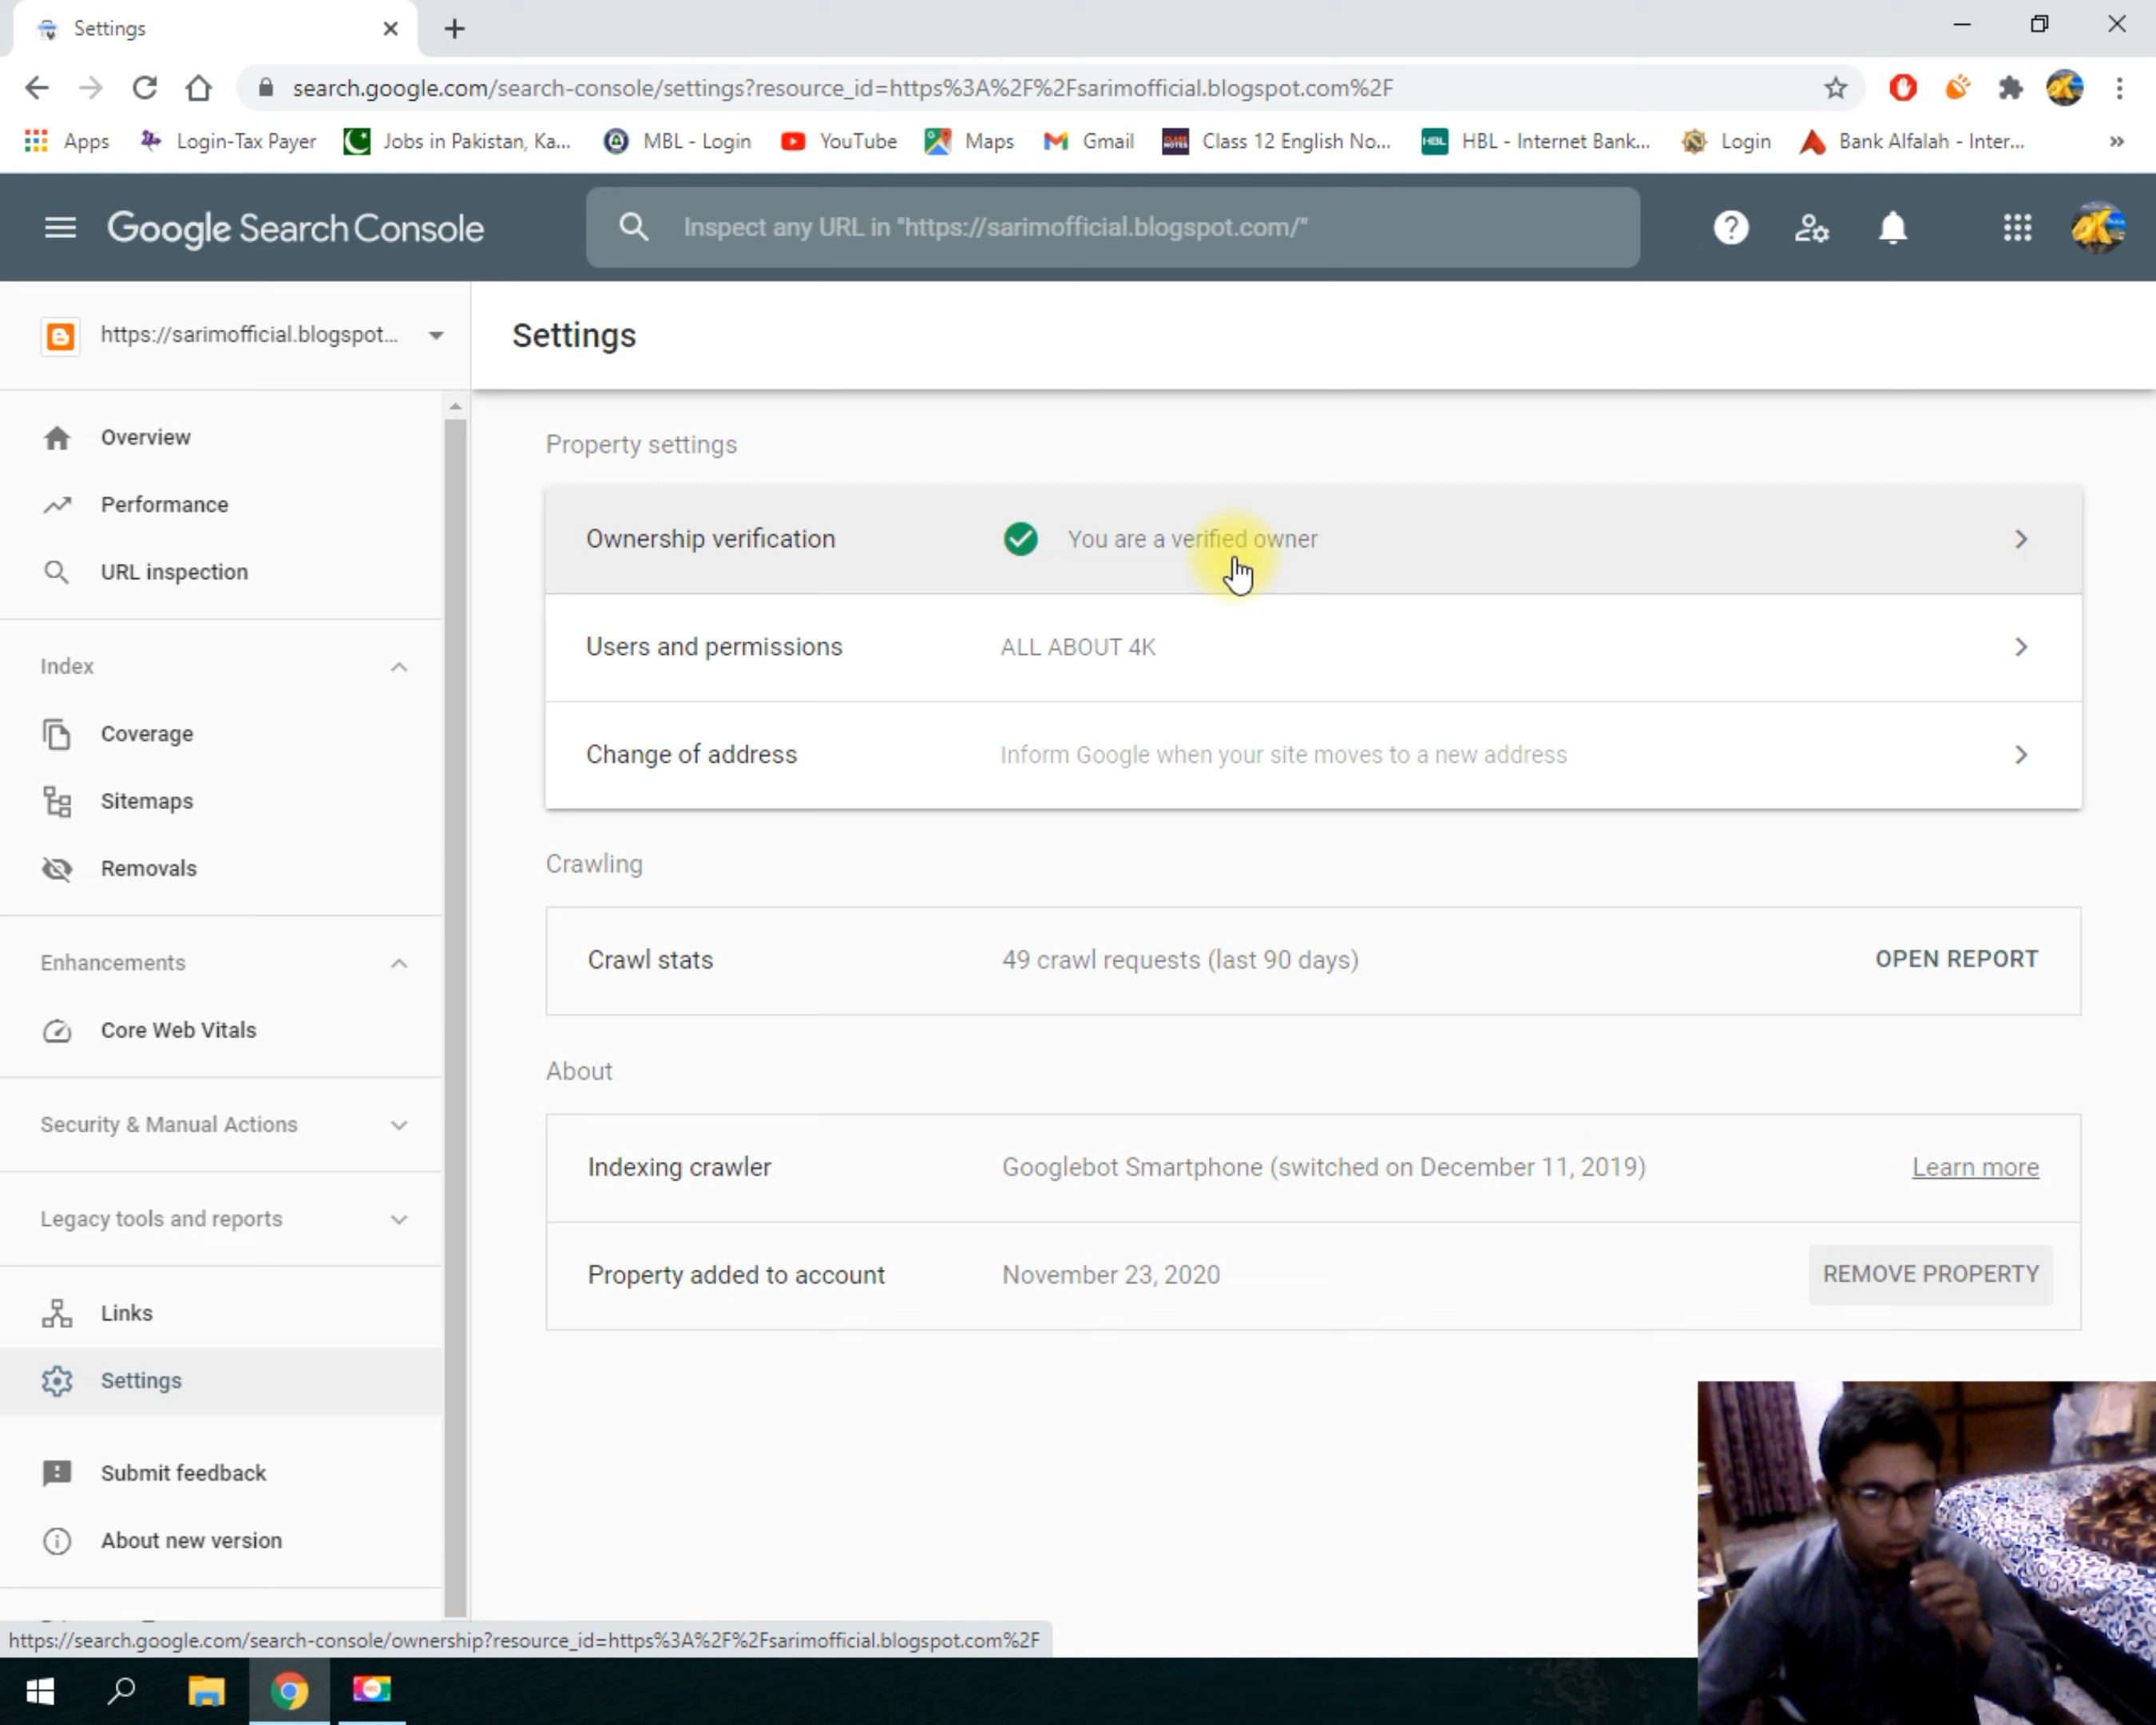 Settings
search.google.com/search-console/settings?resource_id=https%3A%2F%2Fsarimofficial.blogspot.com%2F
Apps Login-Tax Payer Jobs in Pakistan, Ka... MBL - Login YouTube Maps Gmail Class 12 English No... HBL - Internet Bank... Login Bank Alfalah - Inter... »
Google Search Console Inspect any URL in "https://sarimofficial.blogspot.com/"
https://sarimofficial.blogspot...
Settings
Overview
Performance
URL inspection
Index
Coverage
Sitemaps
Removals
Enhancements
Core Web Vitals
Security & Manual Actions
Legacy tools and reports
Links
Settings
Submit feedback
About new version
Property settings
Ownership verification You are a verified owner
Users and permissions ALL ABOUT 4K
Change of address Inform Google when your site moves to a new address
Crawling
Crawl stats 49 crawl requests (last 90 days) OPEN REPORT
About
Indexing crawler Googlebot Smartphone (switched on December 11, 2019) Learn more
Property added to account November 23, 2020 REMOVE PROPERTY
https://search.google.com/search-console/ownership?resource_id=https%3A%2F%2Fsarimofficial.blogspot.com%2F